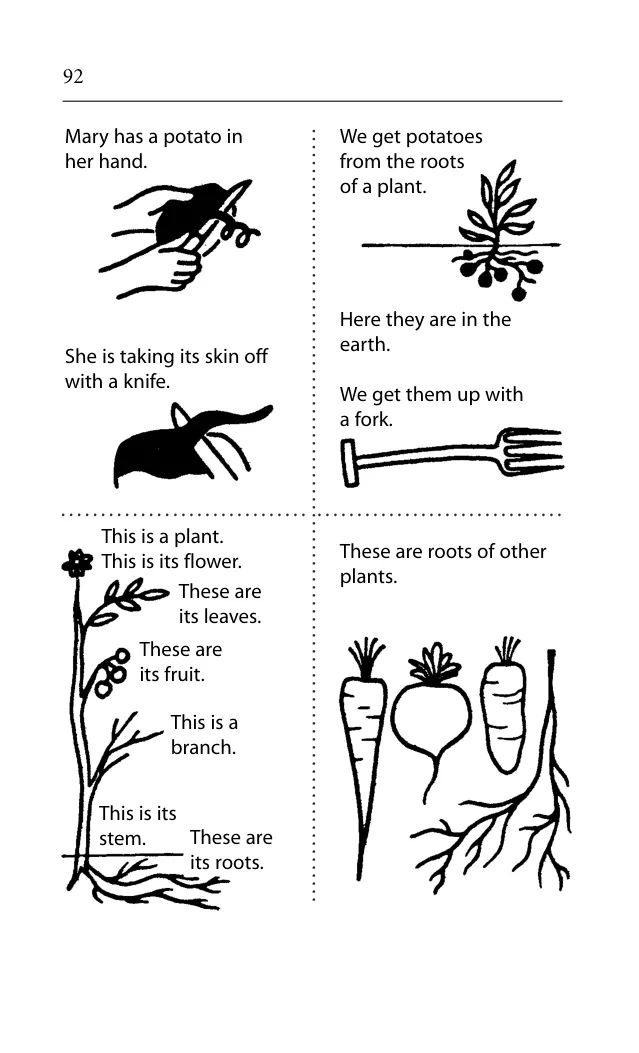 92
Mary has a potato in
her hand.
She is taking its skin off
with a knife.
We get potatoes
from the roots
of a plant.
Here they are in the
earth.
We get them up with
a fork.
This is a plant.
This is its flower.
These are
its leaves.
These are
its fruit.
This is a
branch.
This is its
stem.
These are
its roots.
These are roots of other
plants.